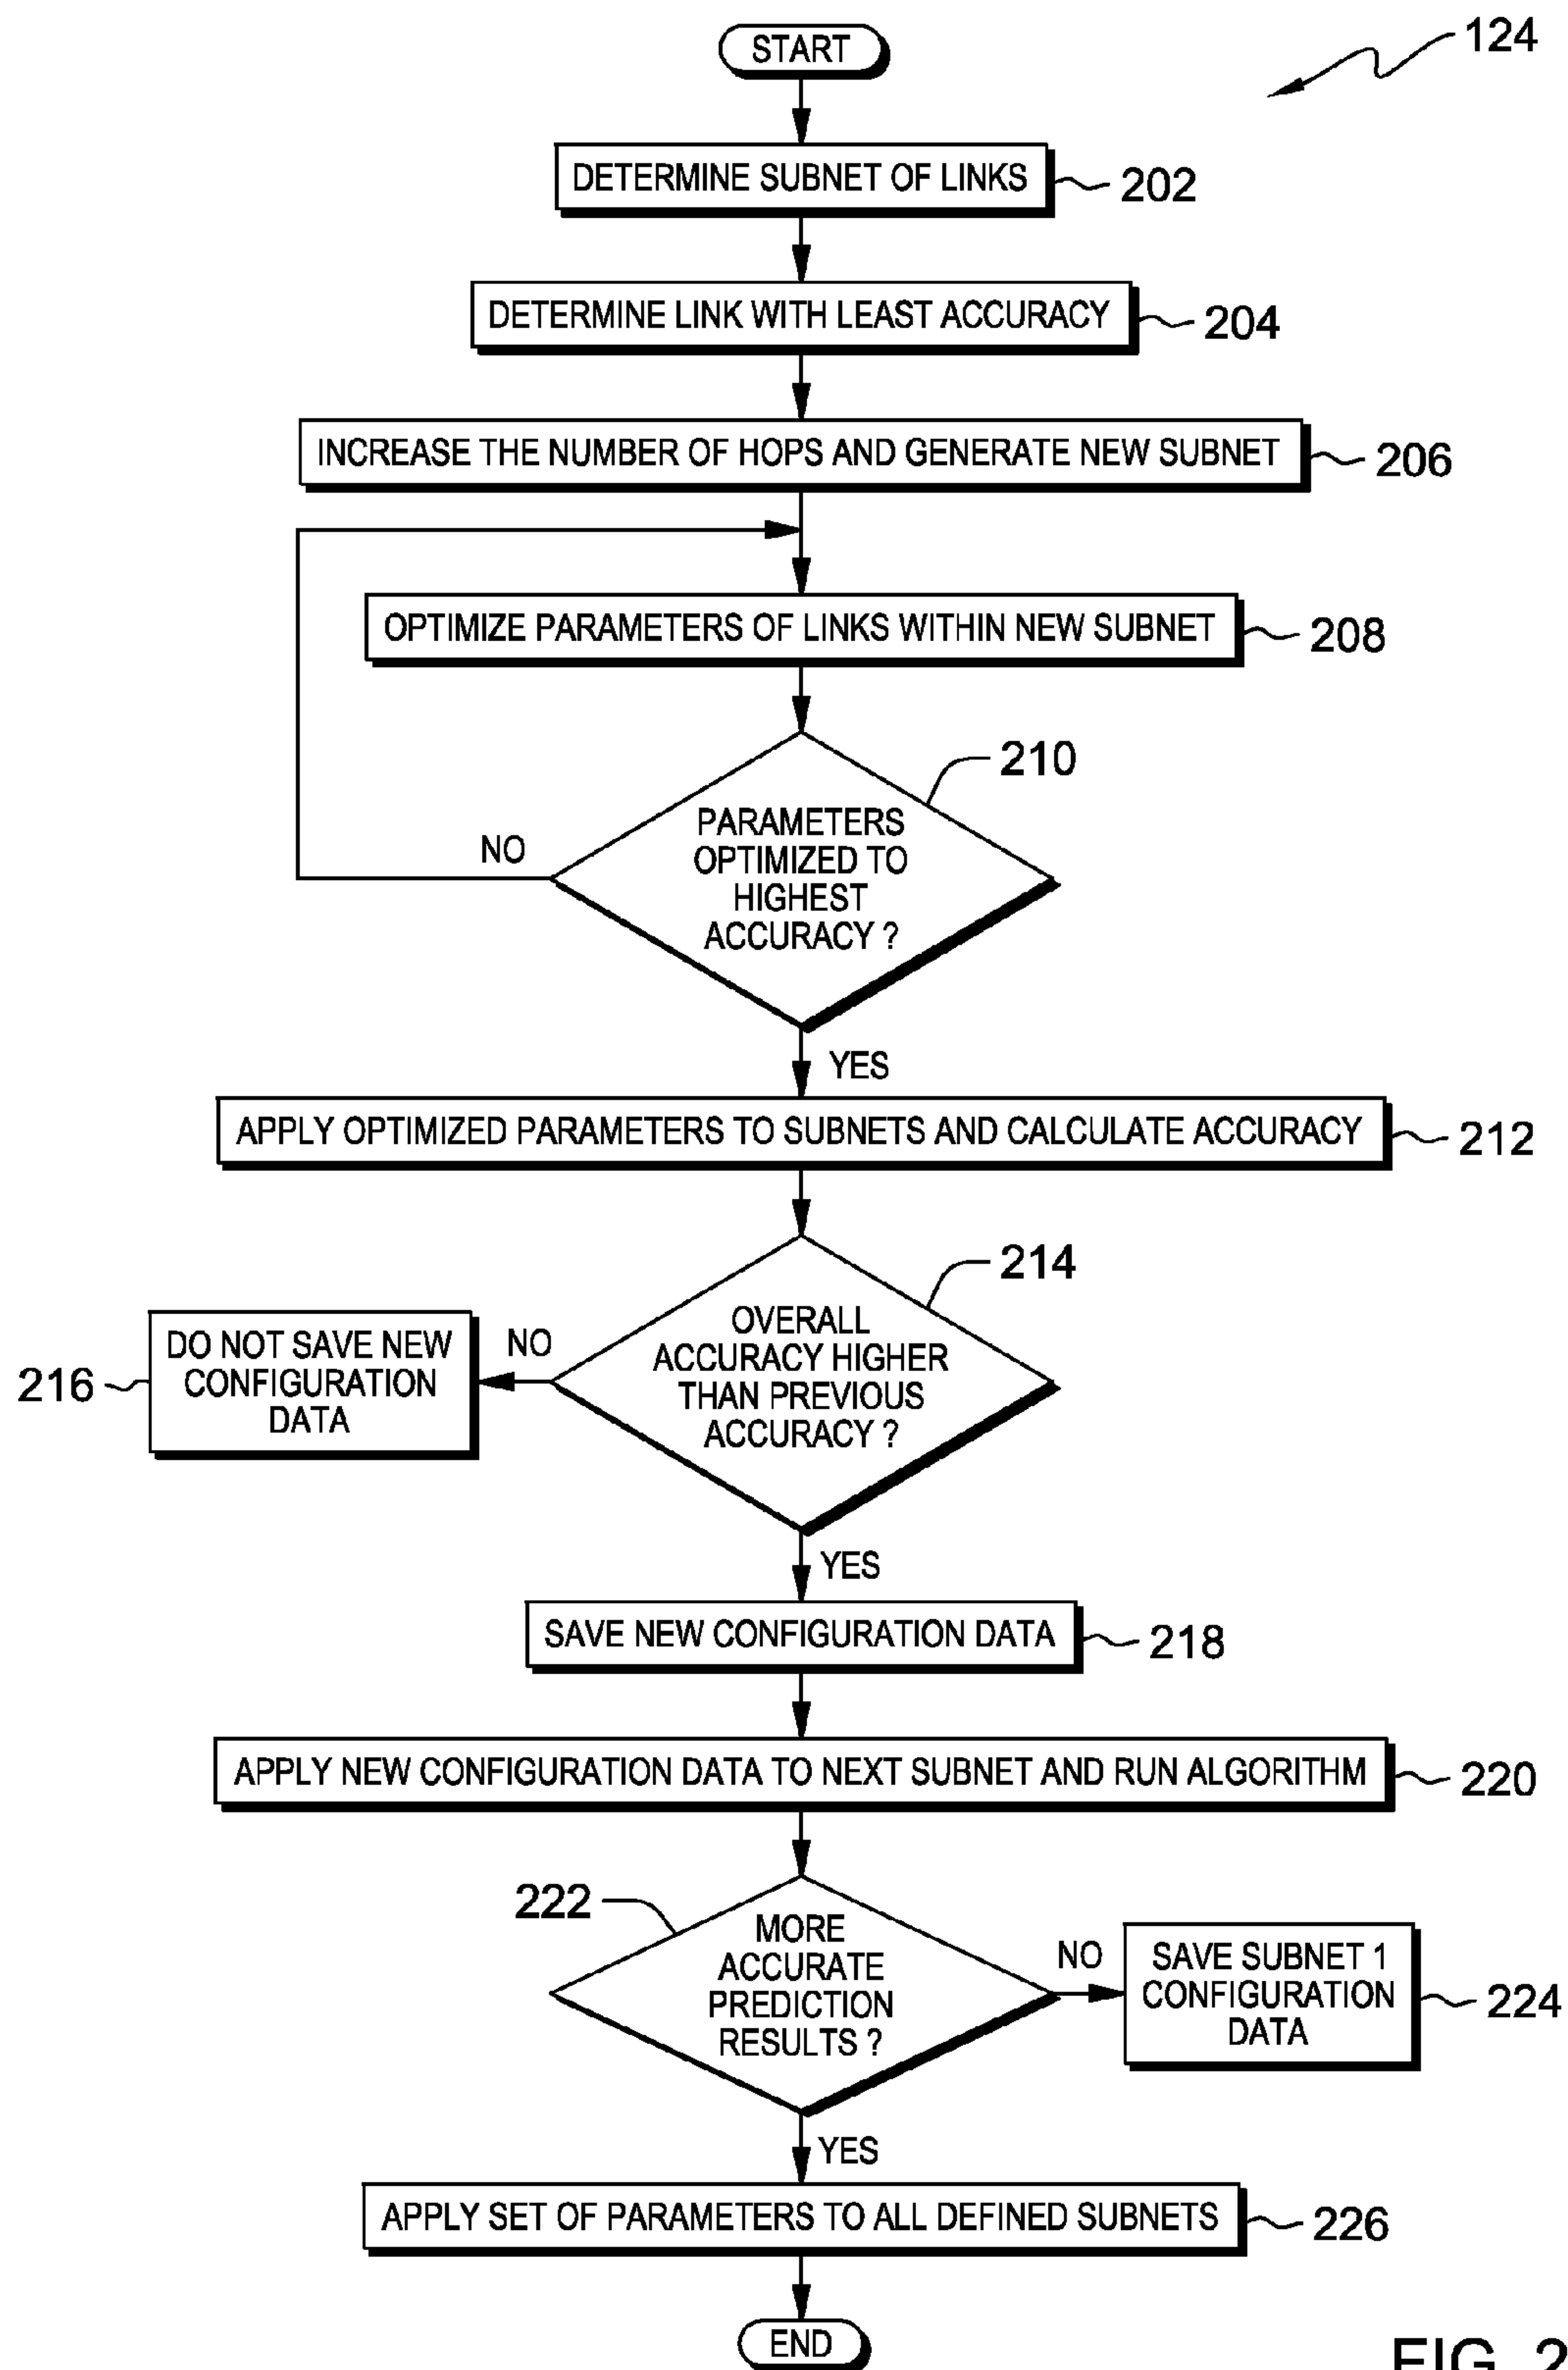 START
124
DETERMINE SUBNET OF LINKS
202
DETERMINE LINK WITH LEAST ACCURACY
204
INCREASE THE NUMBER OF HOPS AND GENERATE NEW SUBNET
206
OPTIMIZE PARAMETERS OF LINKS WITHIN NEW SUBNET
208
210
PARAMETERS
OPTIMIZED TO
HIGHEST
ACCURACY ?
NO
YES
APPLY OPTIMIZED PARAMETERS TO SUBNETS AND CALCULATE ACCURACY
212
214
OVERALL
ACCURACY HIGHER
THAN PREVIOUS
ACCURACY ?
NO
DO NOT SAVE NEW
CONFIGURATION
DATA
216
YES
SAVE NEW CONFIGURATION DATA
218
APPLY NEW CONFIGURATION DATA TO NEXT SUBNET AND RUN ALGORITHM
220
222
MORE
ACCURATE
PREDICTION
RESULTS ?
NO
SAVE SUBNET 1
CONFIGURATION
DATA
224
YES
APPLY SET OF PARAMETERS TO ALL DEFINED SUBNETS
226
END
FIG. 2